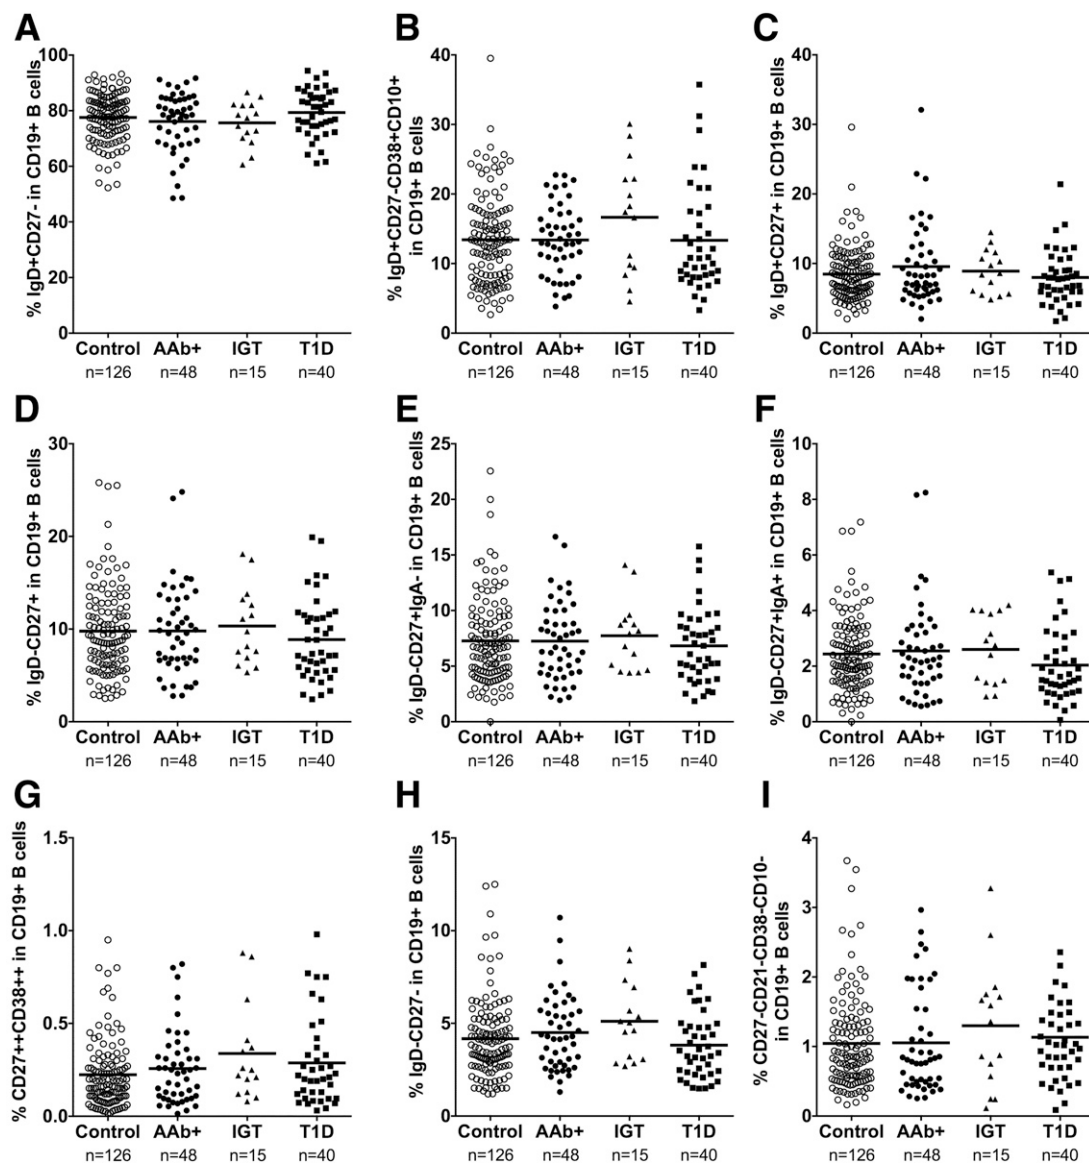 A
% IgD+CD27- in CD19+ B cells
100
80
60
40
20
0
Control AAb+ IGT T1D
n=126 n=48 n=15 n=40
B
% IgD+CD27-CD38+CD10+
in CD19+ B cells
40
30
20
10
0
Control AAb+ IGT T1D
n=126 n=48 n=15 n=40
C
% IgD+CD27+ in CD19+ B cells
40
30
20
10
0
Control AAb+ IGT T1D
n=126 n=48 n=15 n=40
D
% IgD-CD27+ in CD19+ B cells
30
20
10
0
Control AAb+ IGT T1D
n=126 n=48 n=15 n=40
E
% IgD-CD27+IgA- in CD19+ B cells
25
20
15
10
5
0
Control AAb+ IGT T1D
n=126 n=48 n=15 n=40
F
% IgD-CD27+IgA+ in CD19+ B cells
10
8
6
4
2
0
Control AAb+ IGT T1D
n=126 n=48 n=15 n=40
G
% CD27++CD38++ in CD19+ B cells
1.5
1.0
0.5
0.0
Control AAb+ IGT T1D
n=126 n=48 n=15 n=40
H
% IgD-CD27- in CD19+ B cells
15
10
5
0
Control AAb+ IGT T1D
n=126 n=48 n=15 n=40
I
% CD27-CD21-CD38-CD10-
in CD19+ B cells
4
3
2
1
0
Control AAb+ IGT T1D
n=126 n=48 n=15 n=40